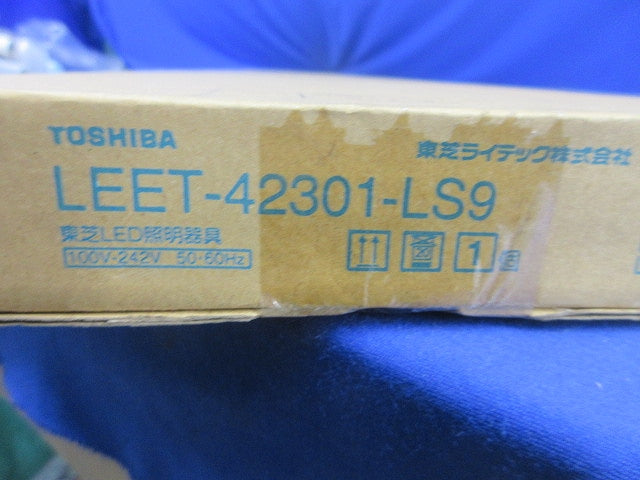 TOSHIBA
東芝ライテック株式会社
LEET-42301-LS9
東芝LED照明器具
100V-242V 50・60Hz
1 台